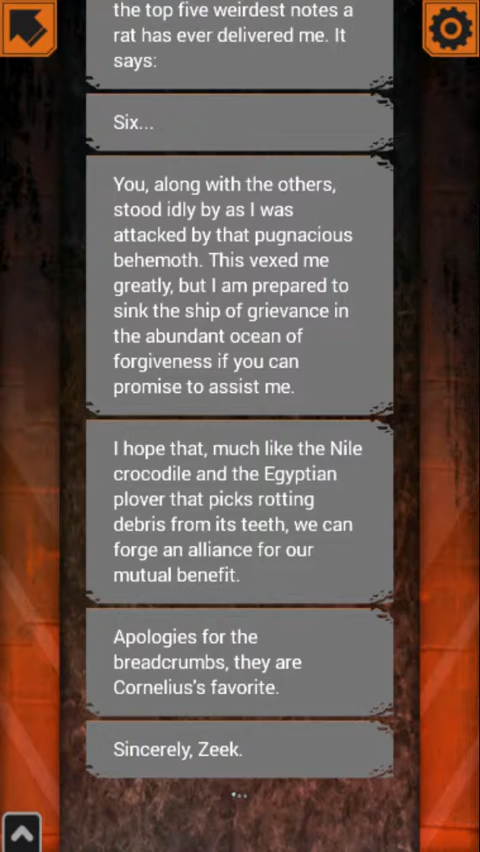 the top five weirdest notes a
rat has ever delivered me. It
says:
Six...
You, along with the others,
stood idly by as I was
attacked by that pugnacious
behemoth. This vexed me
greatly, but I am prepared to
sink the ship of grievance in
the abundant ocean of
forgiveness if you can
promise to assist me.
I hope that, much like the Nile
crocodile and the Egyptian
plover that picks rotting
debris from its teeth, we can
forge an alliance for our
mutual benefit.
Apologies for the
breadcrumbs, they are
Cornelius's favorite.
Sincerely, Zeek.